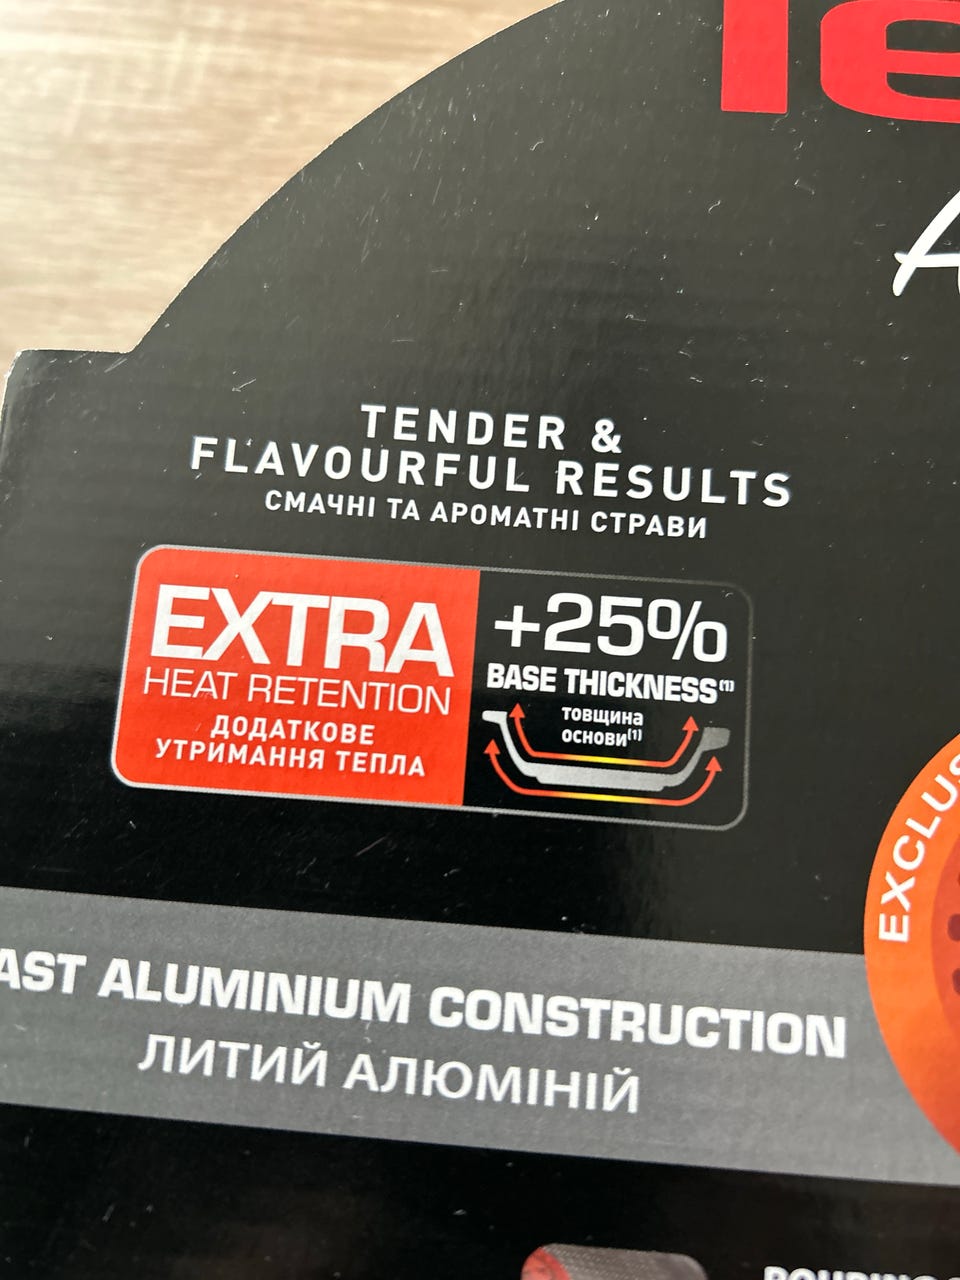 TENDER &
FLAVOURFUL RESULTS
СМАЧНІ ТА АРОМАТНІ СТРАВИ
EXTRA
HEAT RETENTION
ДОДАТКОВЕ
УТРИМАННЯ ТЕПЛА
+25%
BASE THICKNESS(1)
товщина
основи(1)
ALUMINIUM CONSTRUCTION
ЛИТИЙ АЛЮМІНІЙ